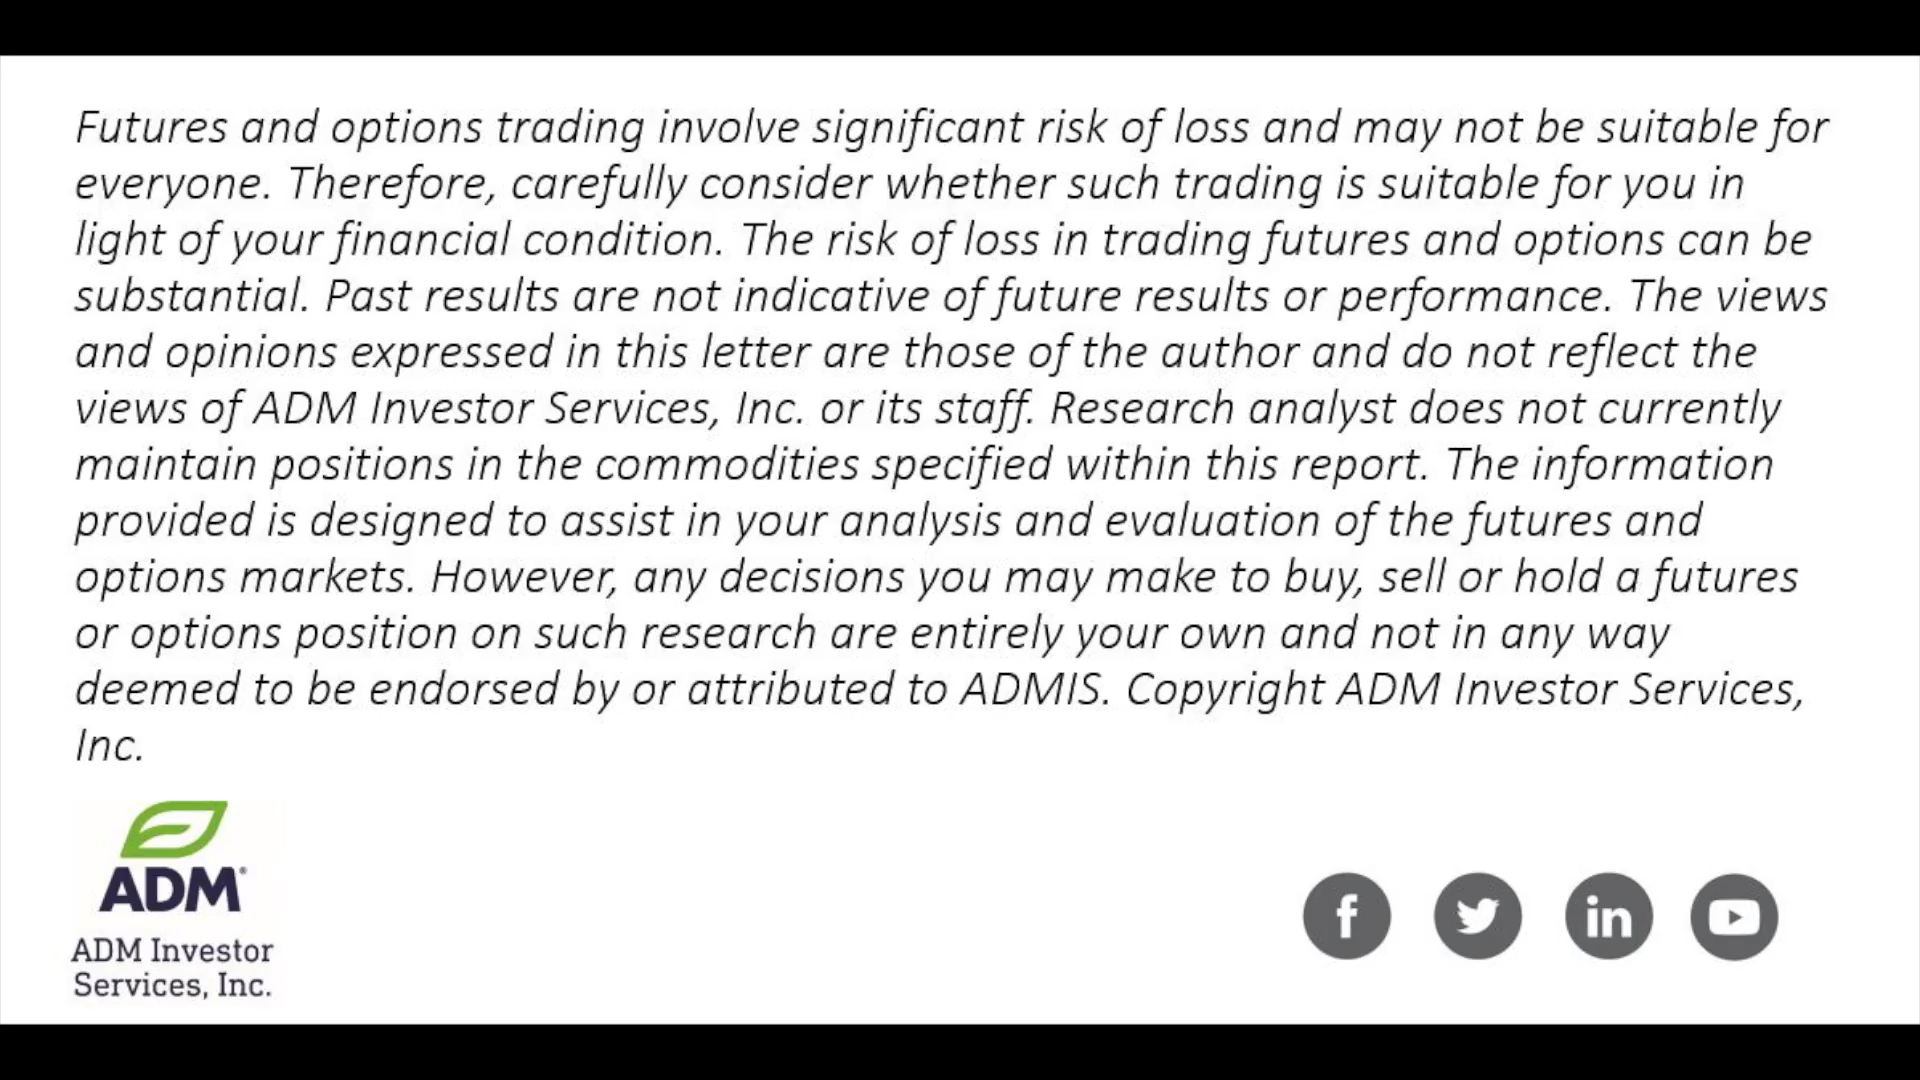 Futures and options trading involve significant risk of loss and may not be suitable for
everyone. Therefore, carefully consider whether such trading is suitable for you in
light of your financial condition. The risk of loss in trading futures and options can be
substantial. Past results are not indicative of future results or performance. The views
and opinions expressed in this letter are those of the author and do not reflect the
views of ADM Investor Services, Inc. or its staff. Research analyst does not currently
maintain positions in the commodities specified within this report. The information
provided is designed to assist in your analysis and evaluation of the futures and
options markets. However, any decisions you may make to buy, sell or hold a futures
or options position on such research are entirely your own and not in any way
deemed to be endorsed by or attributed to ADMIS. Copyright ADM Investor Services,
Inc.
ADM®
ADM Investor
Services, Inc.
f
in